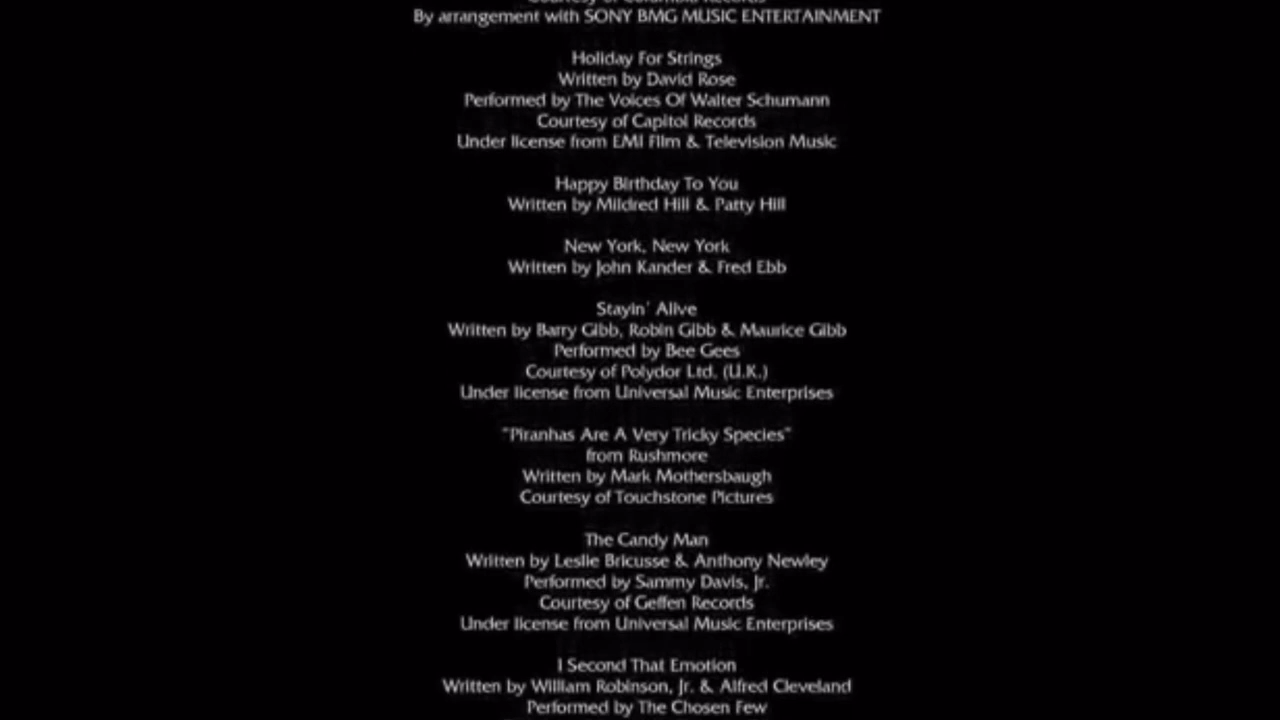 Courtesy of Columbia Records
By arrangement with SONY BMG MUSIC ENTERTAINMENT
Holiday For Strings
Written by David Rose
Performed by The Voices Of Walter Schumann
Courtesy of Capitol Records
Under license from EMI Film & Television Music
Happy Birthday To You
Written by Mildred Hill & Patty Hill
New York, New York
Written by John Kander & Fred Ebb
Stayin' Alive
Written by Barry Gibb, Robin Gibb & Maurice Gibb
Performed by Bee Gees
Courtesy of Polydor Ltd. (U.K.)
Under license from Universal Music Enterprises
"Piranhas Are A Very Tricky Species"
from Rushmore
Written by Mark Mothersbaugh
Courtesy of Touchstone Pictures
The Candy Man
Written by Leslie Bricusse & Anthony Newley
Performed by Sammy Davis, Jr.
Courtesy of Geffen Records
Under license from Universal Music Enterprises
I Second That Emotion
Written by William Robinson, Jr. & Alfred Cleveland
Performed by The Chosen Few